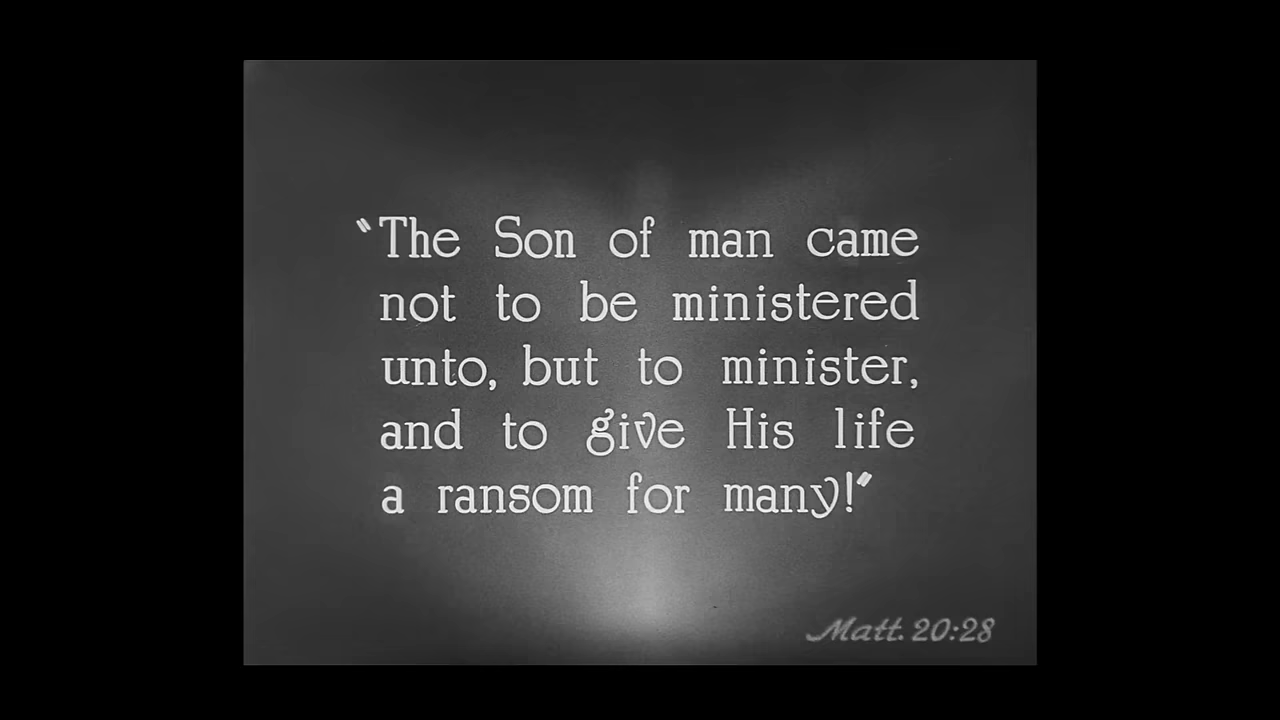 "The Son of man came
not to be ministered
unto, but to minister,
and to give His life
a ransom for many!"
Matt. 20:28